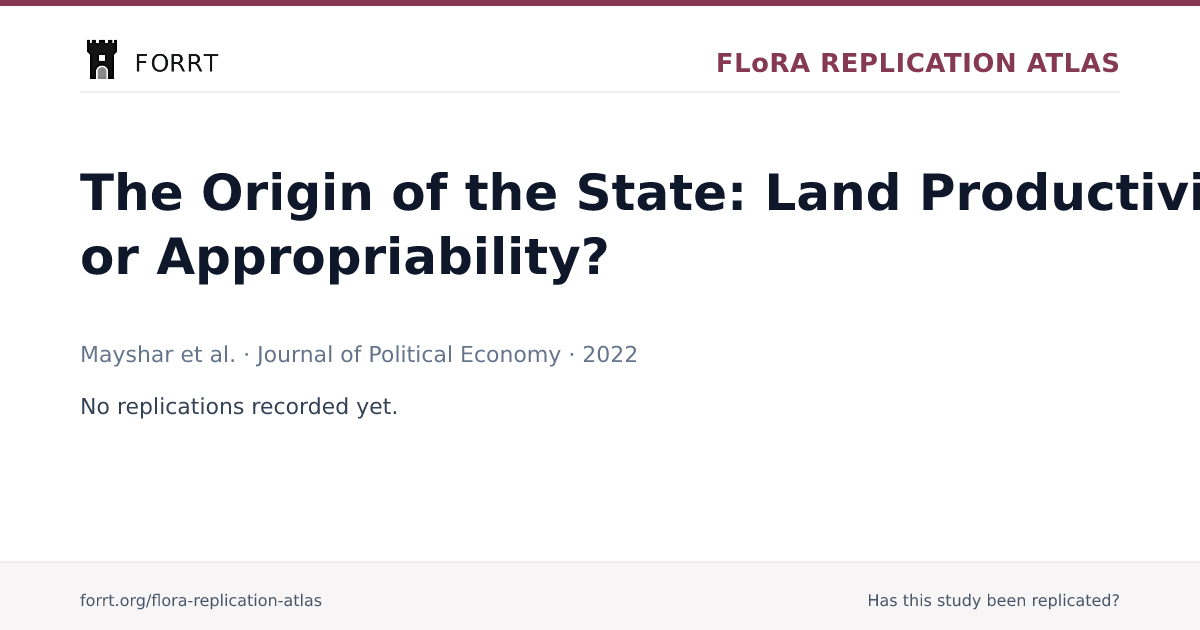 FORRT
FLoRA REPLICATION ATLAS
The Origin of the State: Land Productivi
or Appropriability?
Mayshar et al. · Journal of Political Economy · 2022
No replications recorded yet.
forrt.org/flora-replication-atlas
Has this study been replicated?